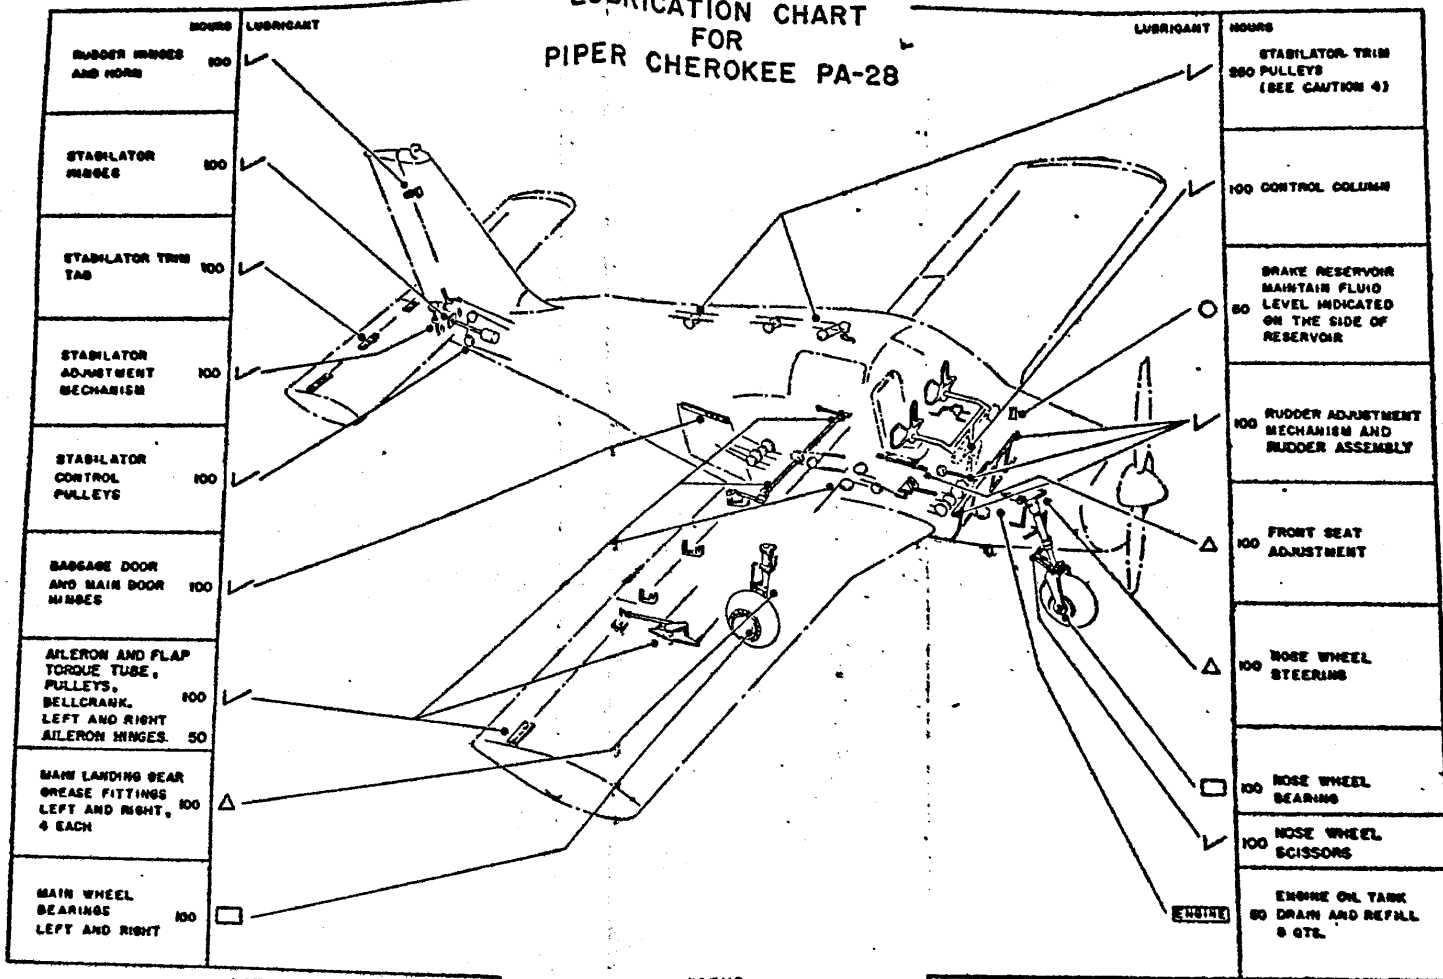 LUBRICATION CHART
FOR
PIPER CHEROKEE PA-28
HOURS LUBRICANT
RUDDER HINGES
AND HORN 100
STABILATOR
HINGES 100
STABILATOR TRIM
TAB 100
STABILATOR
ADJUSTMENT
MECHANISM 100
STABILATOR
CONTROL
PULLEYS 100
BAGGAGE DOOR
AND MAIN DOOR
HINGES 100
AILERON AND FLAP
TORQUE TUBE,
PULLEYS,
BELLCRANK. 100
LEFT AND RIGHT
AILERON HINGES. 50
MAIN LANDING GEAR
GREASE FITTINGS
LEFT AND RIGHT, 100
4 EACH
MAIN WHEEL
BEARINGS 100
LEFT AND RIGHT
LUBRICANT HOURS
STABILATOR TRIM
PULLEYS
(SEE CAUTION 4)
100 CONTROL COLUMN
BRAKE RESERVOIR
MAINTAIN FLUID
50 LEVEL INDICATED
ON THE SIDE OF
RESERVOIR
100 RUDDER ADJUSTMENT
MECHANISM AND
RUDDER ASSEMBLY
100 FRONT SEAT
ADJUSTMENT
100 NOSE WHEEL
STEERING
100 NOSE WHEEL
BEARING
100 NOSE WHEEL
SCISSORS
ENGINE
ENGINE OIL TANK
50 DRAIN AND REFILL
8 QTS.